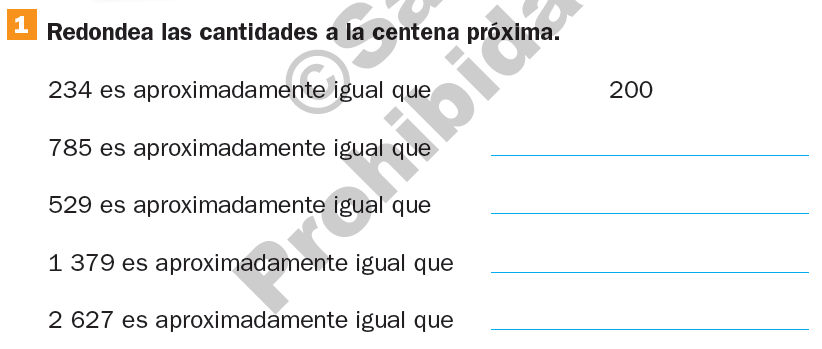 1 Redondea las cantidades a la centena próxima.
234 es aproximadamente igual que 200
785 es aproximadamente igual que
529 es aproximadamente igual que
1 379 es aproximadamente igual que
2 627 es aproximadamente igual que
©Sa
Prohibida